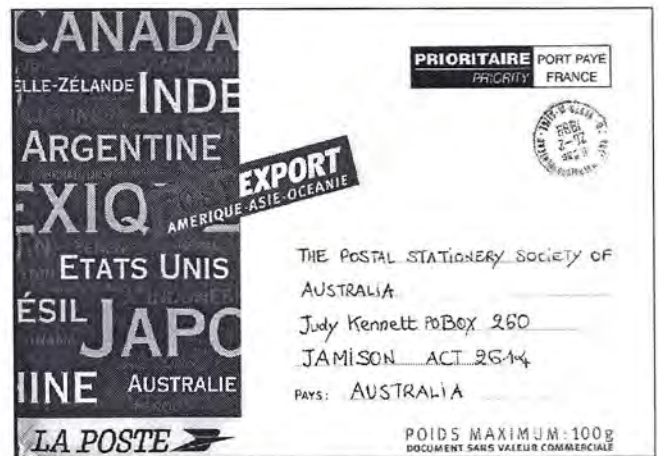 CANADA
ELLE-ZÉLANDE INDE
ARGENTINE
EXIQ
ETATS UNIS
ÉSIL
JAPO
HINE AUSTRALIE
LA POSTE
EXPORT
AMERIQUE-ASIE-OCEANIE
PRIORITAIRE PORT PAYÉ
PRIORITY FRANCE
THE POSTAL STATIONERY SOCIETY OF
AUSTRALIA
Judy Kennett PO BOX 260
JAMISON ACT 2614
PAYS: AUSTRALIA
POIDS MAXIMUM: 100g
DOCUMENT SANS VALEUR COMMERCIALE